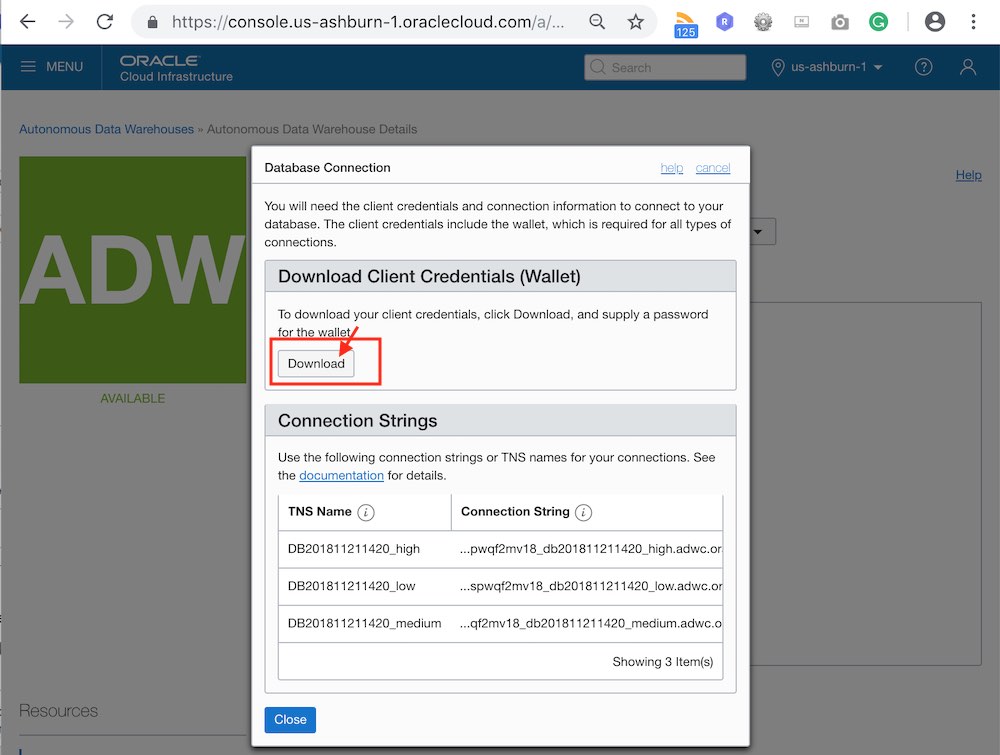 https://console.us-ashburn-1.oraclecloud.com/a/...
125
R
G
MENU
ORACLE
Cloud Infrastructure
Search
us-ashburn-1
?
Autonomous Data Warehouses » Autonomous Data Warehouse Details
ADW
AVAILABLE
Help
Database Connection
help cancel
You will need the client credentials and connection information to connect to your
database. The client credentials include the wallet, which is required for all types of
connections.
Download Client Credentials (Wallet)
To download your client credentials, click Download, and supply a password
for the wallet
Download
Connection Strings
Use the following connection strings or TNS names for your connections. See
the documentation for details.
TNS Name i Connection String i
DB201811211420_high ...pwqf2mv18_db201811211420_high.adwc.or
DB201811211420_low ...spwqf2mv18_db201811211420_low.adwc.or
DB201811211420_medium ...qf2mv18_db201811211420_medium.adwc.o
Showing 3 Item(s)
Close
Resources